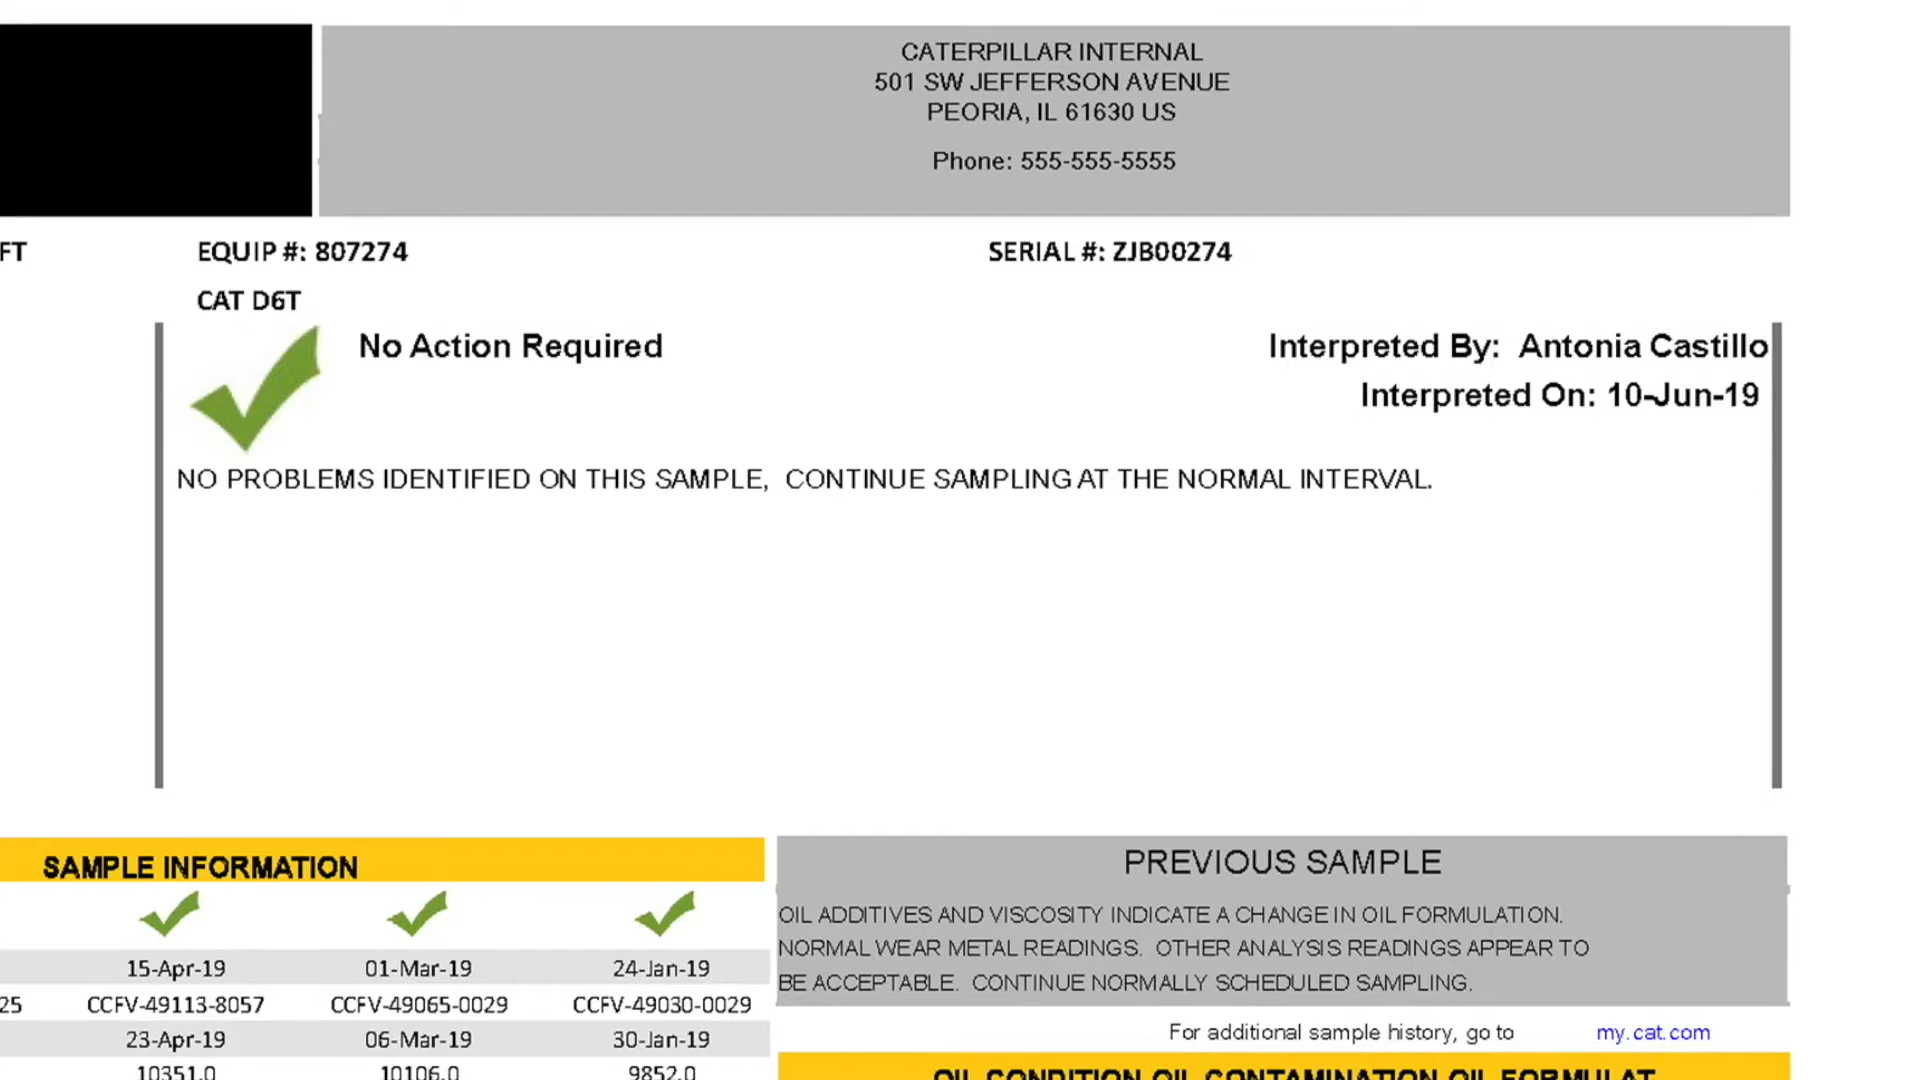 CATERPILLAR INTERNAL
501 SW JEFFERSON AVENUE
PEORIA, IL 61630 US
Phone: 555-555-5555
FT EQUIP #: 807274 SERIAL #: ZJB00274
CAT D6T
No Action Required Interpreted By: Antonia Castillo
Interpreted On: 10-Jun-19
NO PROBLEMS IDENTIFIED ON THIS SAMPLE, CONTINUE SAMPLING AT THE NORMAL INTERVAL.
SAMPLE INFORMATION
15-Apr-19 01-Mar-19 24-Jan-19
25 CCFV-49113-8057 CCFV-49065-0029 CCFV-49030-0029
23-Apr-19 06-Mar-19 30-Jan-19
10351.0 10106.0 9852.0
PREVIOUS SAMPLE
OIL ADDITIVES AND VISCOSITY INDICATE A CHANGE IN OIL FORMULATION.
NORMAL WEAR METAL READINGS. OTHER ANALYSIS READINGS APPEAR TO
BE ACCEPTABLE. CONTINUE NORMALLY SCHEDULED SAMPLING.
For additional sample history, go to my.cat.com
OIL CONDITION OIL CONTAMINATION OIL FORMULAT